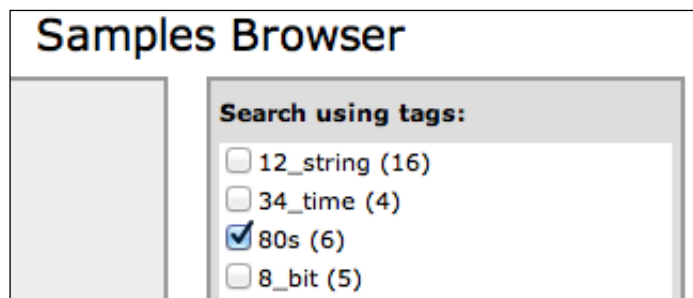 Samples Browser
Search using tags:
12_string (16)
34_time (4)
80s (6)
8_bit (5)